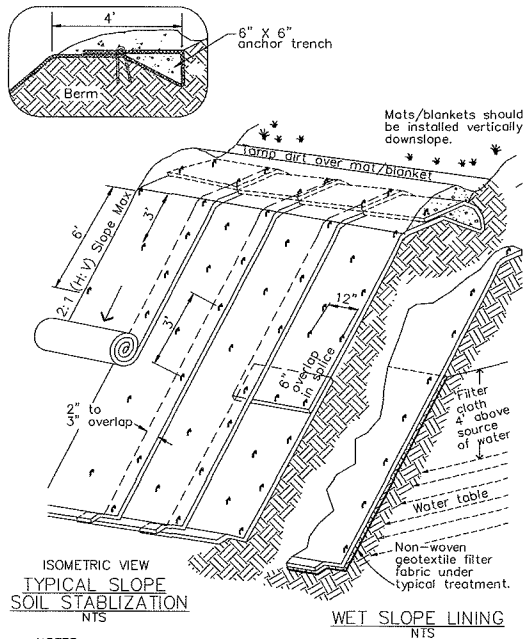 4'
6" X 6"
anchor trench
Berm
Mats/blankets should
be installed vertically
downslope.
tamp dirt over mat/blanket
6'
3'
2:1 (H:V) Slope Max
12"
3'
6"
overlap
in splice
2" to
3"
overlap
Filter
cloth
4' above
source
of water
Water table
Non-woven
geotextile filter
fabric under
typical treatment.
ISOMETRIC VIEW
TYPICAL SLOPE
SOIL STABLIZATION
NTS
WET SLOPE LINING
NTS